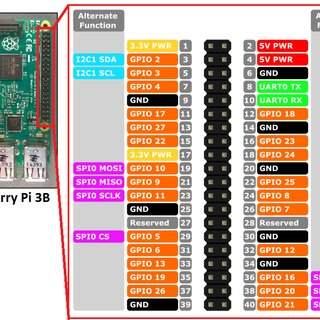 Alternate Function
Alternate Function
3.3V PWR 1 2 5V PWR
I2C1 SDA GPIO 2 3 4 5V PWR
I2C1 SCL GPIO 3 5 6 GND
GPIO 4 7 8 UART0 TX
GND 9 10 UART0 RX
GPIO 17 11 12 GPIO 18
GPIO 27 13 14 GND
GPIO 22 15 16 GPIO 23
3.3V PWR 17 18 GPIO 24
SPI0 MOSI GPIO 10 19 20 GND
SPI0 MISO GPIO 9 21 22 GPIO 25
SPI0 SCLK GPIO 11 23 24 GPIO 8
GND 25 26 GPIO 7
Reserved 27 28 Reserved
SPI0 CS GPIO 5 29 30 GND
GPIO 6 31 32 GPIO 12
GPIO 13 33 34 GND
GPIO 19 35 36 GPIO 16
GPIO 26 37 38 GPIO 20
GND 39 40 GPIO 21
rry Pi 3B